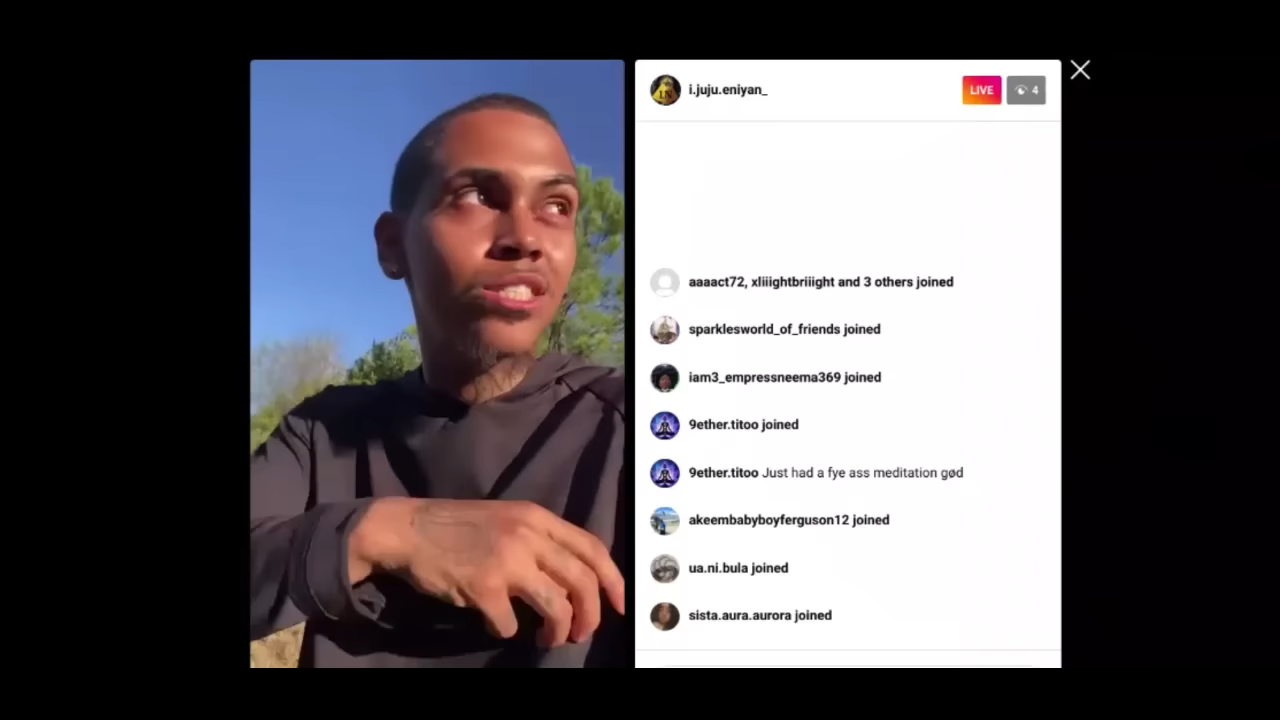 i.juju.eniyan_
LIVE
4
aaaact72, xliiightbriiight and 3 others joined
sparklesworld_of_friends joined
iam3_empressneema369 joined
9ether.titoo joined
9ether.titoo Just had a fye ass meditation gød
akeembabyboyferguson12 joined
ua.ni.bula joined
sista.aura.aurora joined